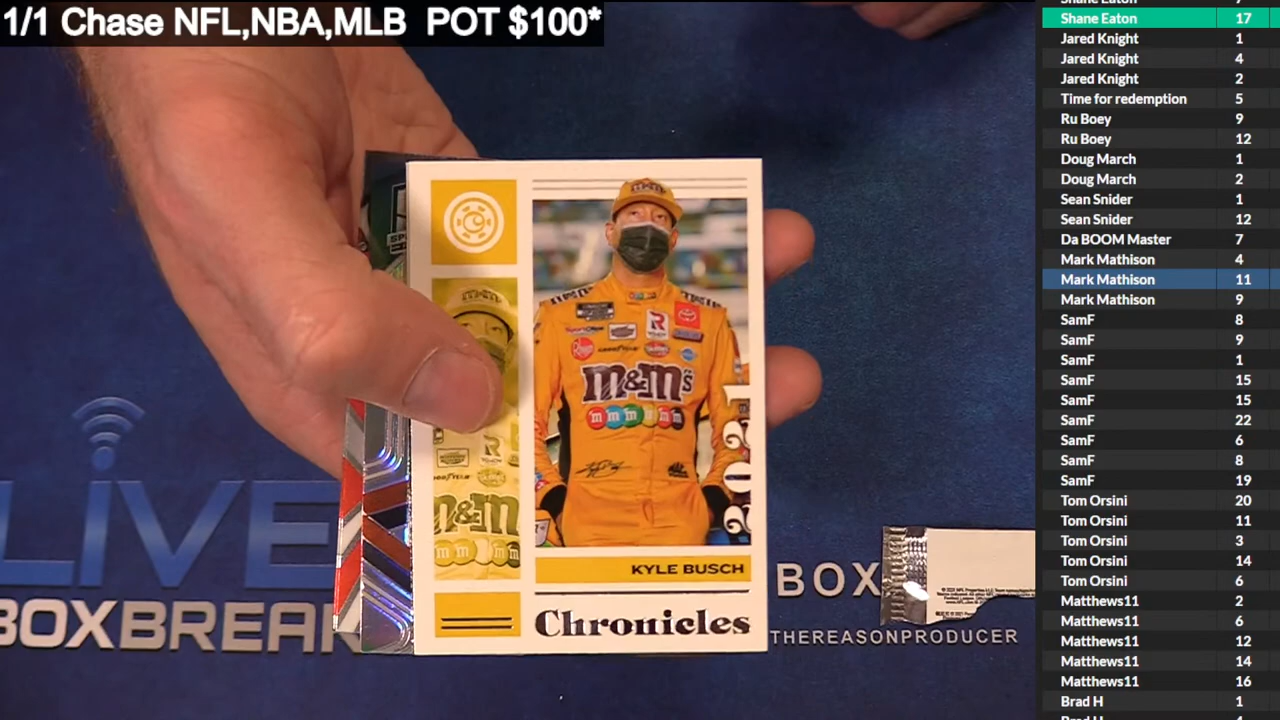 1/1 Chase NFL,NBA,MLB POT $100*
Shane Eaton 7
Shane Eaton 17
Jared Knight 1
Jared Knight 4
Jared Knight 2
Time for redemption 5
Ru Boey 9
Ru Boey 12
Doug March 1
Doug March 2
Sean Snider 1
Sean Snider 12
Da BOOM Master 7
Mark Mathison 4
Mark Mathison 11
Mark Mathison 9
SamF 8
SamF 9
SamF 1
SamF 15
SamF 15
SamF 22
SamF 6
SamF 8
SamF 19
Tom Orsini 20
Tom Orsini 11
Tom Orsini 3
Tom Orsini 14
Tom Orsini 6
Matthews11 2
Matthews11 6
Matthews11 12
Matthews11 14
Matthews11 16
Brad H 1
m&m's
m m m m m m
2021
KYLE BUSCH
Chronicles
m&m
LiVE
BOXBREA
BOX
THEREASONPRODUCER